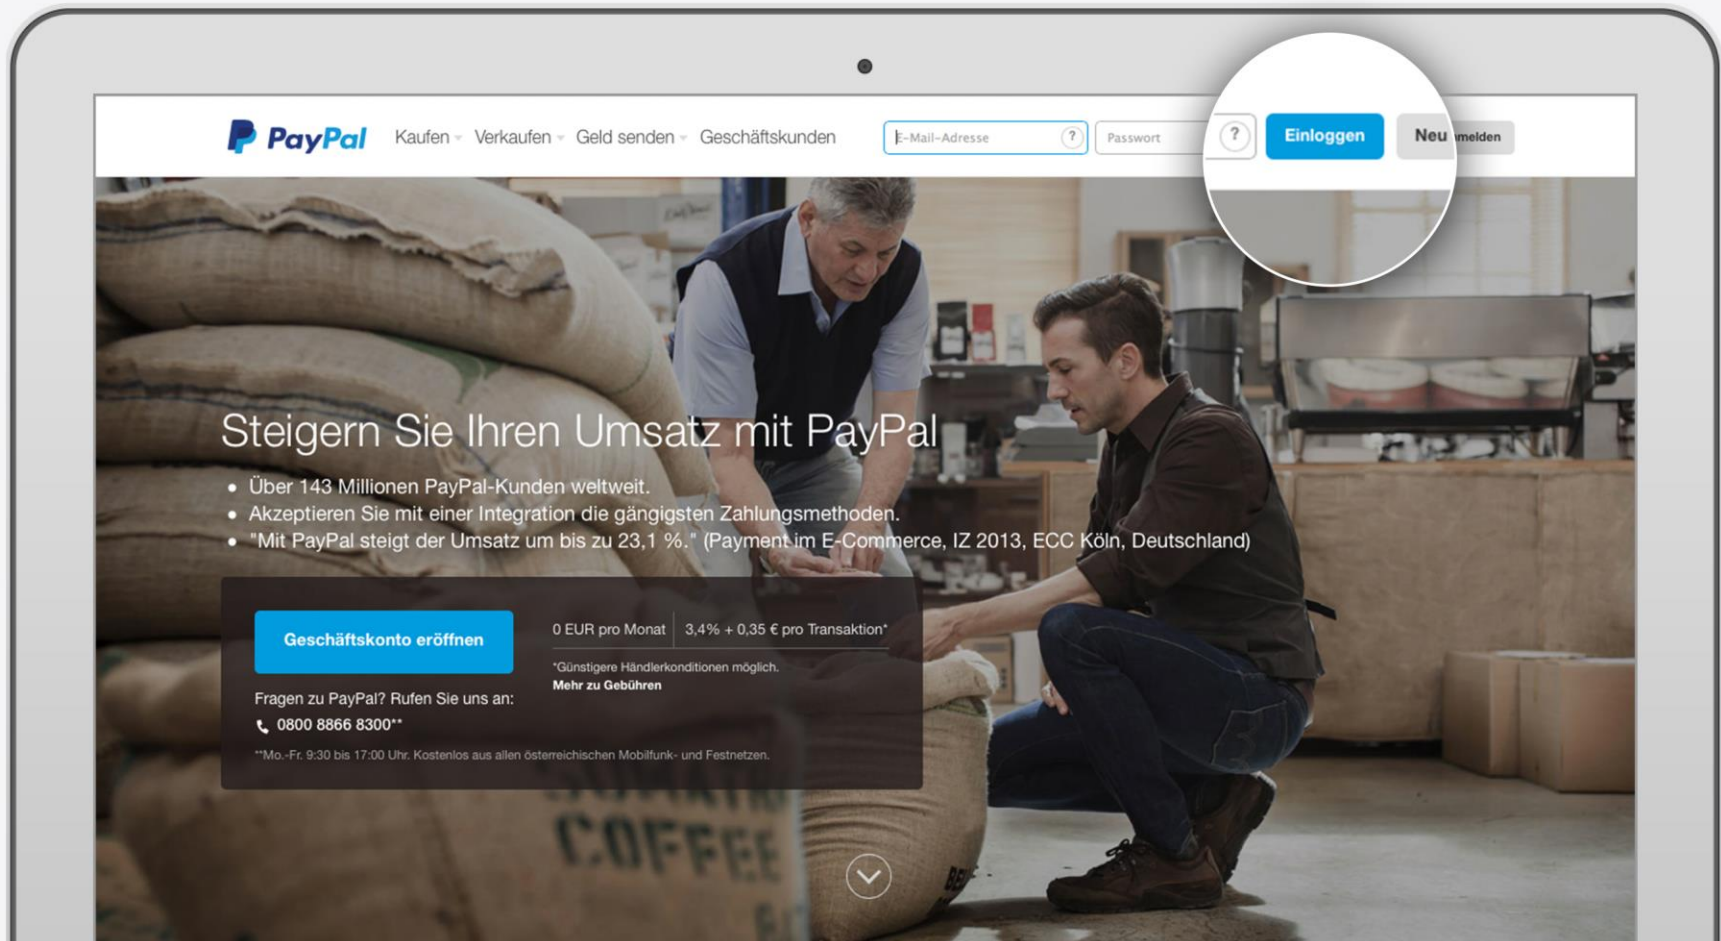 PayPal
Kaufen
Verkaufen
Geld senden
Geschäftskunden
E-Mail-Adresse
?
Passwort
?
Einloggen
Neu
Steigern Sie Ihren Umsatz mit PayPal
• Über 143 Millionen PayPal-Kunden weltweit.
• Akzeptieren Sie mit einer Integration die gängigsten Zahlungsmethoden.
• "Mit PayPal steigt der Umsatz um bis zu 23,1 %." (Payment im E-Commerce, IZ 2013, ECC Köln, Deutschland)
Geschäftskonto eröffnen
0 EUR pro Monat
3,4% + 0,35 € pro Transaktion*
*Günstigere Händlerkonditionen möglich.
Mehr zu Gebühren
Fragen zu PayPal? Rufen Sie uns an:
0800 8866 8300**
**Mo.-Fr. 9:30 bis 17:00 Uhr. Kostenlos aus allen österreichischen Mobilfunk- und Festnetzen.
COFFEE